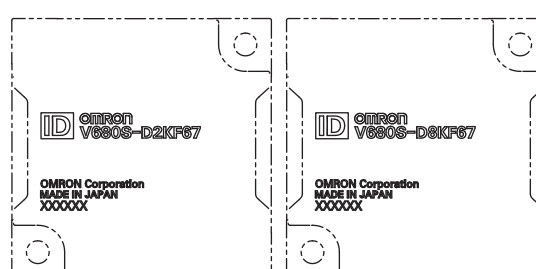 ID OMRON
V680S-D2KF67
OMRON Corporation
MADE IN JAPAN
XXXXXX
ID OMRON
V680S-D8KF67
OMRON Corporation
MADE IN JAPAN
XXXXXX